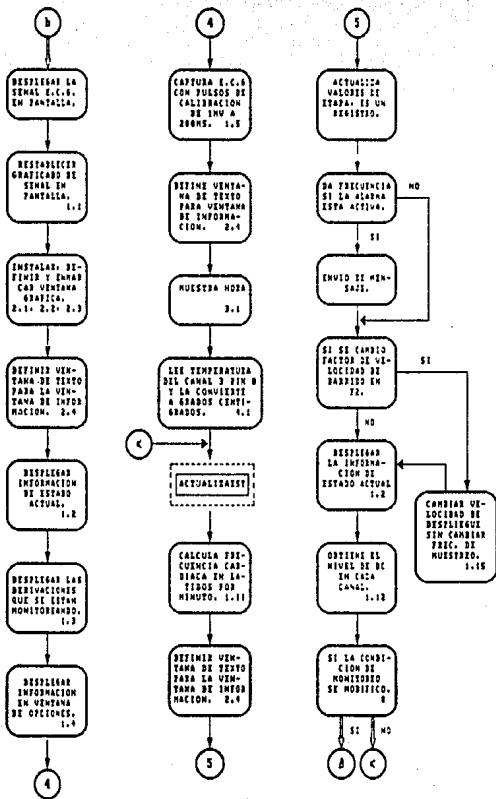 b
DESPLEGAR LA
SENAL E.C.G.
EN PANTALLA.
RESTABLECER
GRAFICADO DE
SENAL EN
PANTALLA.
1.1
INSTALAR: DE-
FINIR Y ENMAR
CAR VENTANA
GRAFICA.
2.1: 2.2: 2.3
DEFINIR VEN-
TANA DE TEXTO
PARA LA VEN-
TANA DE INFOR
MACION. 2.4
DESPLEGAR
INFORMACION
DE ESTADO
ACTUAL.
1.2
DESPLEGAR LAS
DERIVACIONES
QUE SE ESTAN
MONITOREANDO.
1.3
DESPLEGAR
INFORMACION
EN VENTANA
DE OPCIONES.
1.4
4
4
CAPTURA E.C.G
CON PULSOS DE
CALIBRACION
DE 1MV A
200MS. 1.5
DEFINE VENTA-
NA DE TEXTO
PARA VENTANA
DE INFORMA-
CION. 2.4
MUESTRA HORA
3.1
LEE TEMPERATURA
DEL CANAL 3 PIN 8
Y LA CONVIERTE
A GRADOS CENTI-
GRADOS. 4.1
c
ACTUALIZAEST
CALCULA FRE-
CUENCIA CAR-
DIACA EN LA-
TIDOS POR
MINUTO. 1.11
DEFINIR VEN-
TANA DE TEXTO
PARA LA VEN-
TANA DE INFOR
MACION. 2.4
5
5
ACTUALIZA
VALORES DE
ETAPA. ES UN
REGISTRO.
DA FRECUENCIA
SI LA ALARMA
ESTA ACTIVA.
NO
SI
ENVIO DE MEN-
SAJE.
SI SE CAMBIO
FACTOR DE VE-
LOCIDAD DE
BARRIDO EN
F2.
SI
NO
DESPLEGAR
LA INFORMA-
CION DE
ESTADO ACTUAL
1.2
CAMBIAR VE-
LOCIDAD DE
DESPLIEGUE
SIN CAMBIAR
FREC. DE
MUESTREO.
1.15
OBTIENE EL
NIVEL DE DC
EN CADA
CANAL.
1.12
SI LA CONDI-
CION DE
MONITOREO
SE MODIFICO.
SI
NO
c